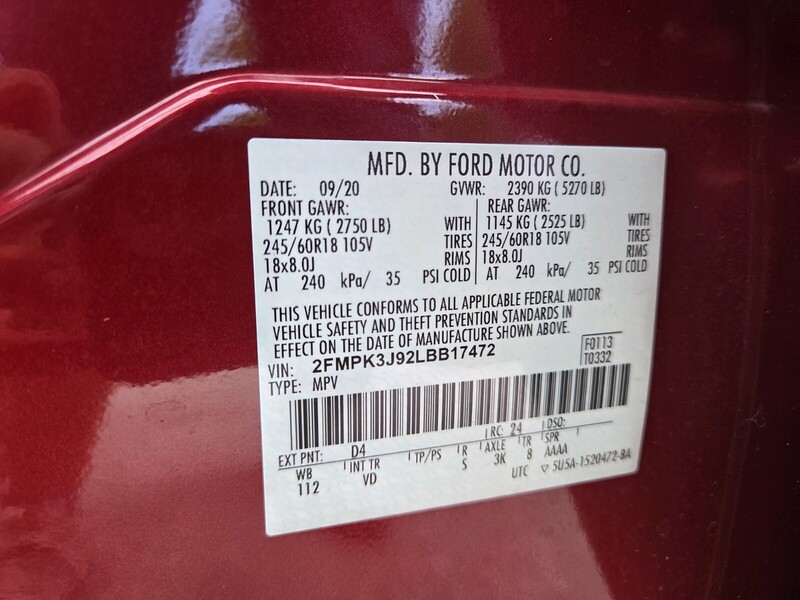 MFD. BY FORD MOTOR CO.
DATE: 09/20 GVWR: 2390 KG ( 5270 LB)
FRONT GAWR: REAR GAWR:
1247 KG ( 2750 LB) WITH 1145 KG ( 2525 LB) WITH
245/60R18 105V TIRES 245/60R18 105V TIRES
18x8.0J RIMS 18x8.0J RIMS
AT 240 kPa/ 35 PSI COLD AT 240 kPa/ 35 PSI COLD
THIS VEHICLE CONFORMS TO ALL APPLICABLE FEDERAL MOTOR
VEHICLE SAFETY AND THEFT PREVENTION STANDARDS IN
EFFECT ON THE DATE OF MANUFACTURE SHOWN ABOVE.
VIN: 2FMPK3J92LBB17472 F0113
TYPE: MPV T0332
EXT PNT: D4 RC: 24 DSO:
WB INT TR TP/PS R AXLE TR SPR
112 VD S 3K 8 AAAA
UTC ▽ 5U5A-1520472-BA